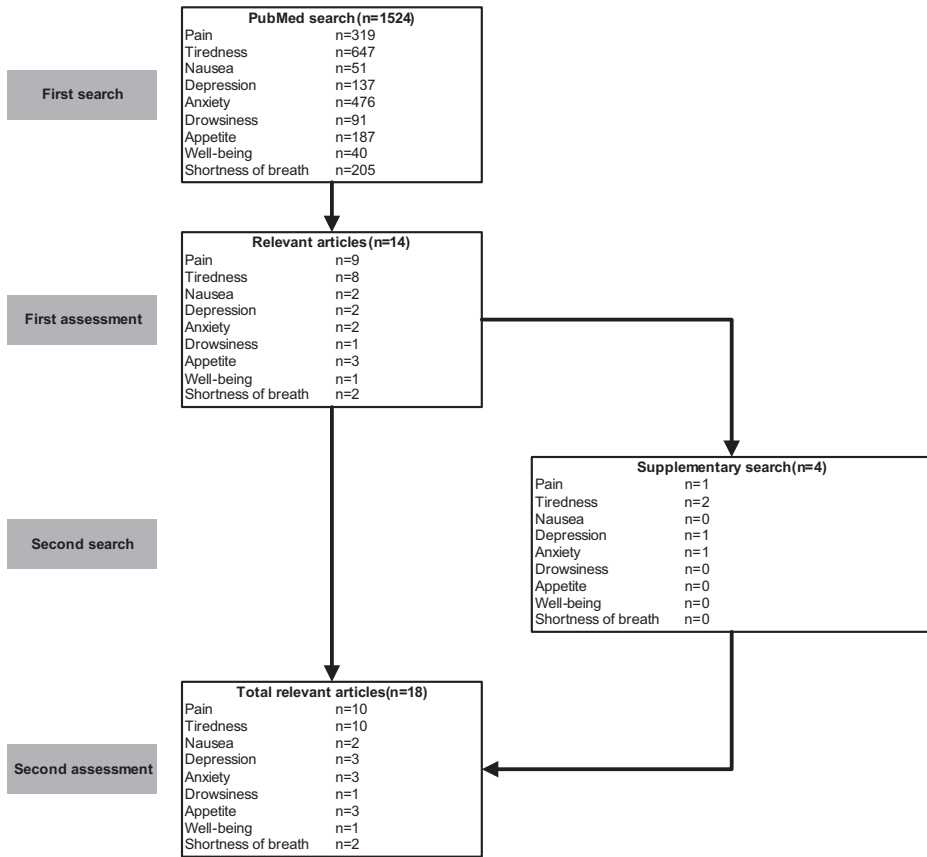 PubMed search(n=1524)
Pain n=319
Tiredness n=647
Nausea n=51
Depression n=137
Anxiety n=476
Drowsiness n=91
Appetite n=187
Well-being n=40
Shortness of breath n=205
First search
Relevant articles(n=14)
Pain n=9
Tiredness n=8
Nausea n=2
Depression n=2
Anxiety n=2
Drowsiness n=1
Appetite n=3
Well-being n=1
Shortness of breath n=2
First assessment
Supplementary search(n=4)
Pain n=1
Tiredness n=2
Nausea n=0
Depression n=1
Anxiety n=1
Drowsiness n=0
Appetite n=0
Well-being n=0
Shortness of breath n=0
Second search
Total relevant articles(n=18)
Pain n=10
Tiredness n=10
Nausea n=2
Depression n=3
Anxiety n=3
Drowsiness n=1
Appetite n=3
Well-being n=1
Shortness of breath n=2
Second assessment